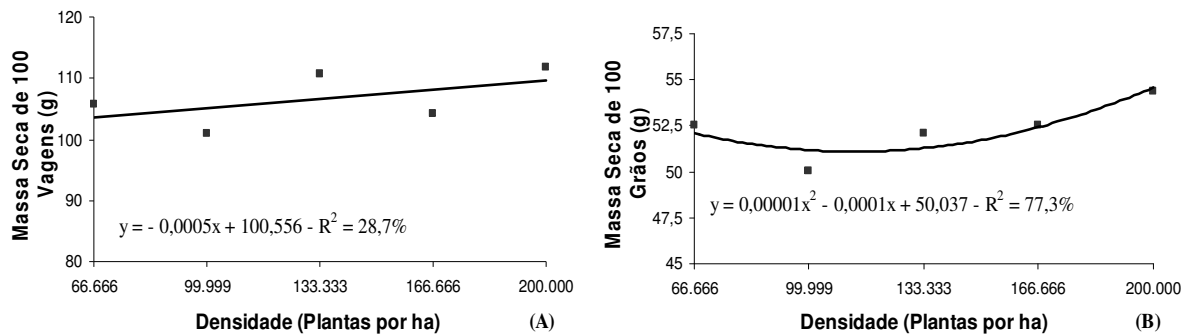 Massa Seca de 100
Vagens (g)
120
110
100
90
80
y = - 0,0005x + 100,556 - R² = 28,7%
66.666 99.999 133.333 166.666 200.000
Densidade (Plantas por ha) (A)
Massa Seca de 100
Grãos (g)
57,5
55
52,5
50
47,5
45
y = 0,00001x² - 0,0001x + 50,037 - R² = 77,3%
66.666 99.999 133.333 166.666 200.000
Densidade (Plantas por ha) (B)